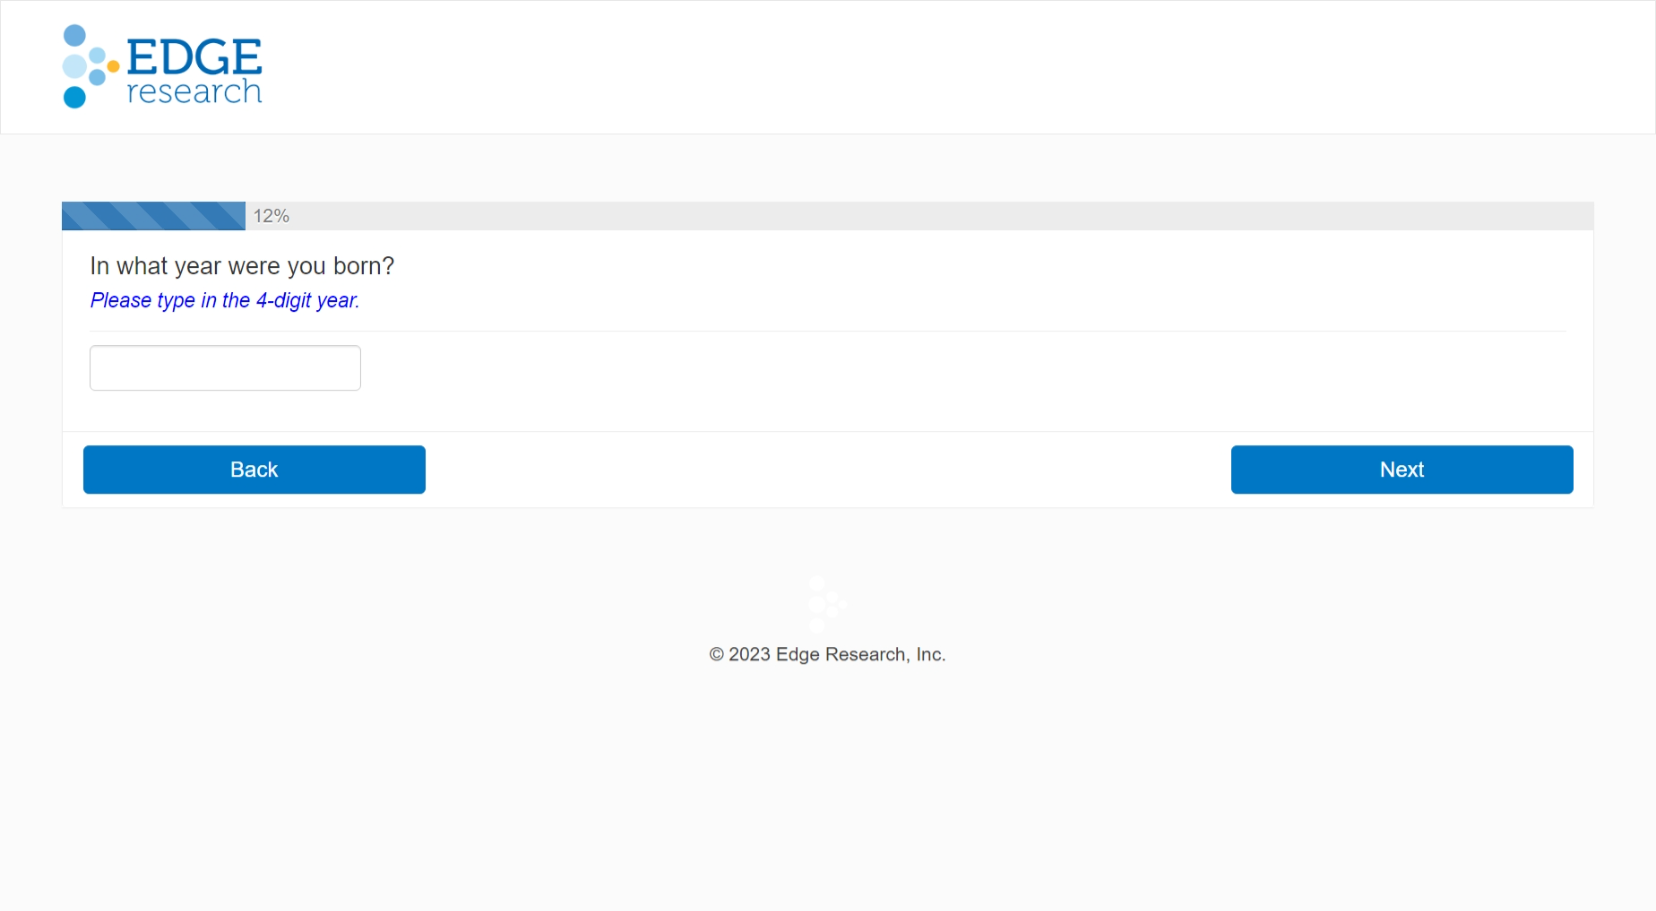 EDGE
research
12%
In what year were you born?
Please type in the 4-digit year.
Back
Next
© 2023 Edge Research, Inc.